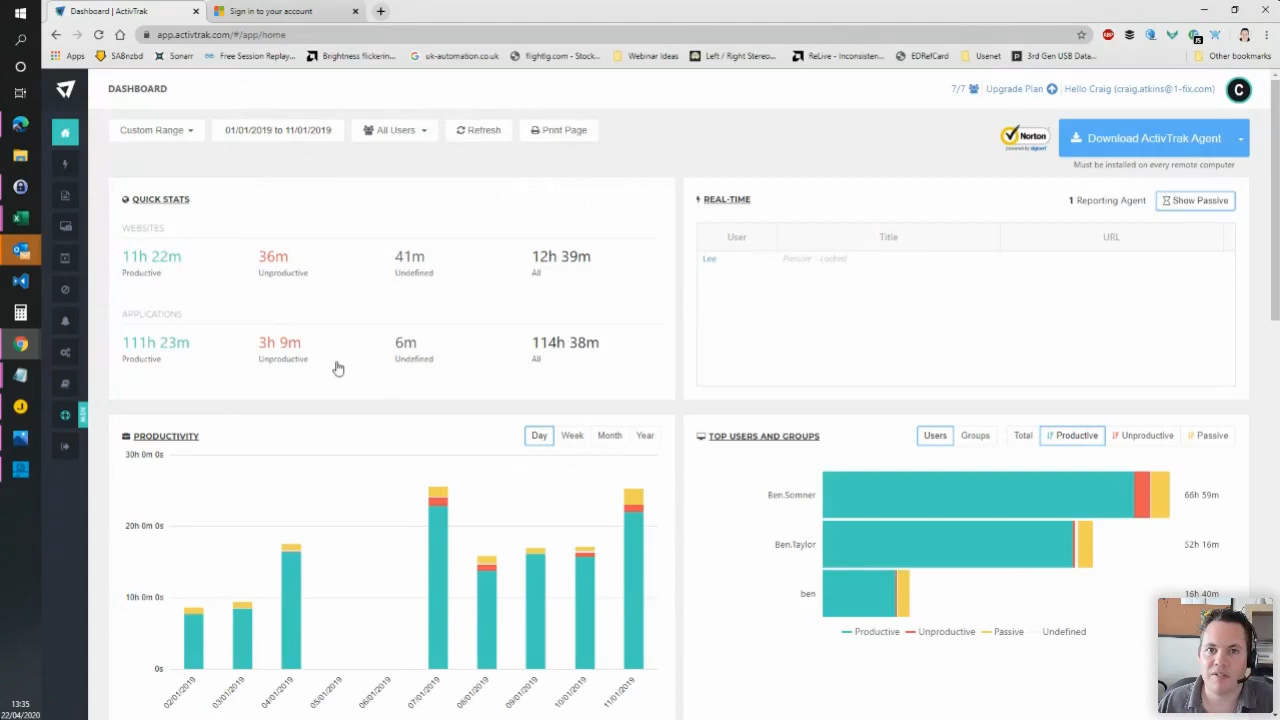 Dashboard | ActivTrak
Sign in to your account
app.activtrak.com/#/app/home
Apps
SABnzbd
Sonarr
Free Session Replay...
Brightness flickerin...
uk-automation.co.uk
flightlg.com - Stock...
Webinar Ideas
Left / Right Stereo...
ReLire - Inconsisten...
EDRefCard
Usenet
3rd Gen USB Data...
Other bookmarks
DASHBOARD
7/7
Upgrade Plan
Hello Craig (craig.atkins@1-fix.com)
C
Custom Range
01/01/2019 to 11/01/2019
All Users
Refresh
Print Page
Norton
powered by digicert
Download ActivTrak Agent
Must be installed on every remote computer
QUICK STATS
WEBSITES
11h 22m
36m
41m
12h 39m
Productive
Unproductive
Undefined
All
APPLICATIONS
111h 23m
3h 9m
6m
114h 38m
Productive
Unproductive
Undefined
All
REAL-TIME
1 Reporting Agent
Show Passive
User
Title
URL
Lee
Passive - Locked
NEW
PRODUCTIVITY
Day
Week
Month
Year
30h 0m 0s
20h 0m 0s
10h 0m 0s
0s
02/01/2019
03/01/2019
04/01/2019
05/01/2019
06/01/2019
07/01/2019
08/01/2019
09/01/2019
10/01/2019
11/01/2019
TOP USERS AND GROUPS
Users
Groups
Total
Productive
Unproductive
Passive
Ben.Somner
66h 59m
Ben.Taylor
52h 16m
ben
16h 40m
Productive
Unproductive
Passive
Undefined
13:35
22/04/2020